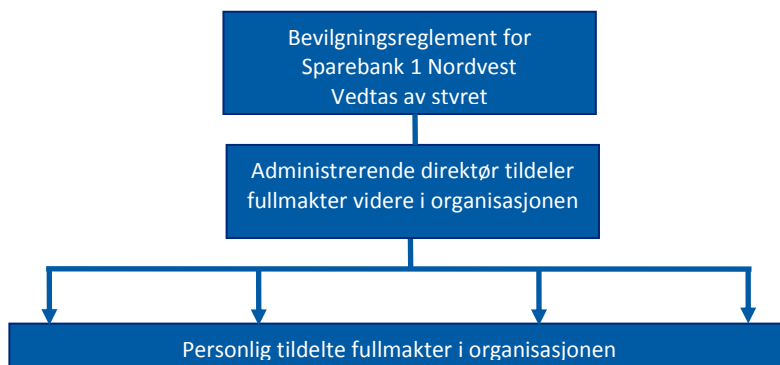 Bevilgningsreglement for
Sparebank 1 Nordvest
Vedtas av styret
Administrerende direktør tildeler
fullmakter videre i organisasjonen
Personlig tildelte fullmakter i organisasjonen